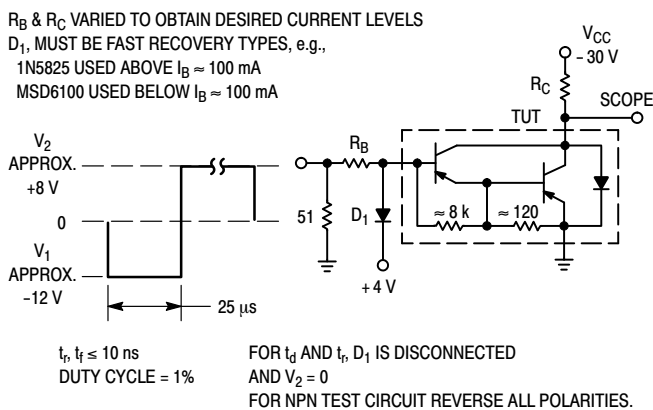 R_B & R_C VARIED TO OBTAIN DESIRED CURRENT LEVELS
D_1, MUST BE FAST RECOVERY TYPES, e.g.,
1N5825 USED ABOVE I_B ≈ 100 mA
MSD6100 USED BELOW I_B ≈ 100 mA
V_CC
- 30 V
R_C
SCOPE
TUT
V_2
APPROX.
+8 V
R_B
0
51
D_1
≈ 8 k
≈ 120
V_1
APPROX.
-12 V
+ 4 V
25 μs
t_r, t_f ≤ 10 ns
DUTY CYCLE = 1%
FOR t_d AND t_r, D_1 IS DISCONNECTED
AND V_2 = 0
FOR NPN TEST CIRCUIT REVERSE ALL POLARITIES.